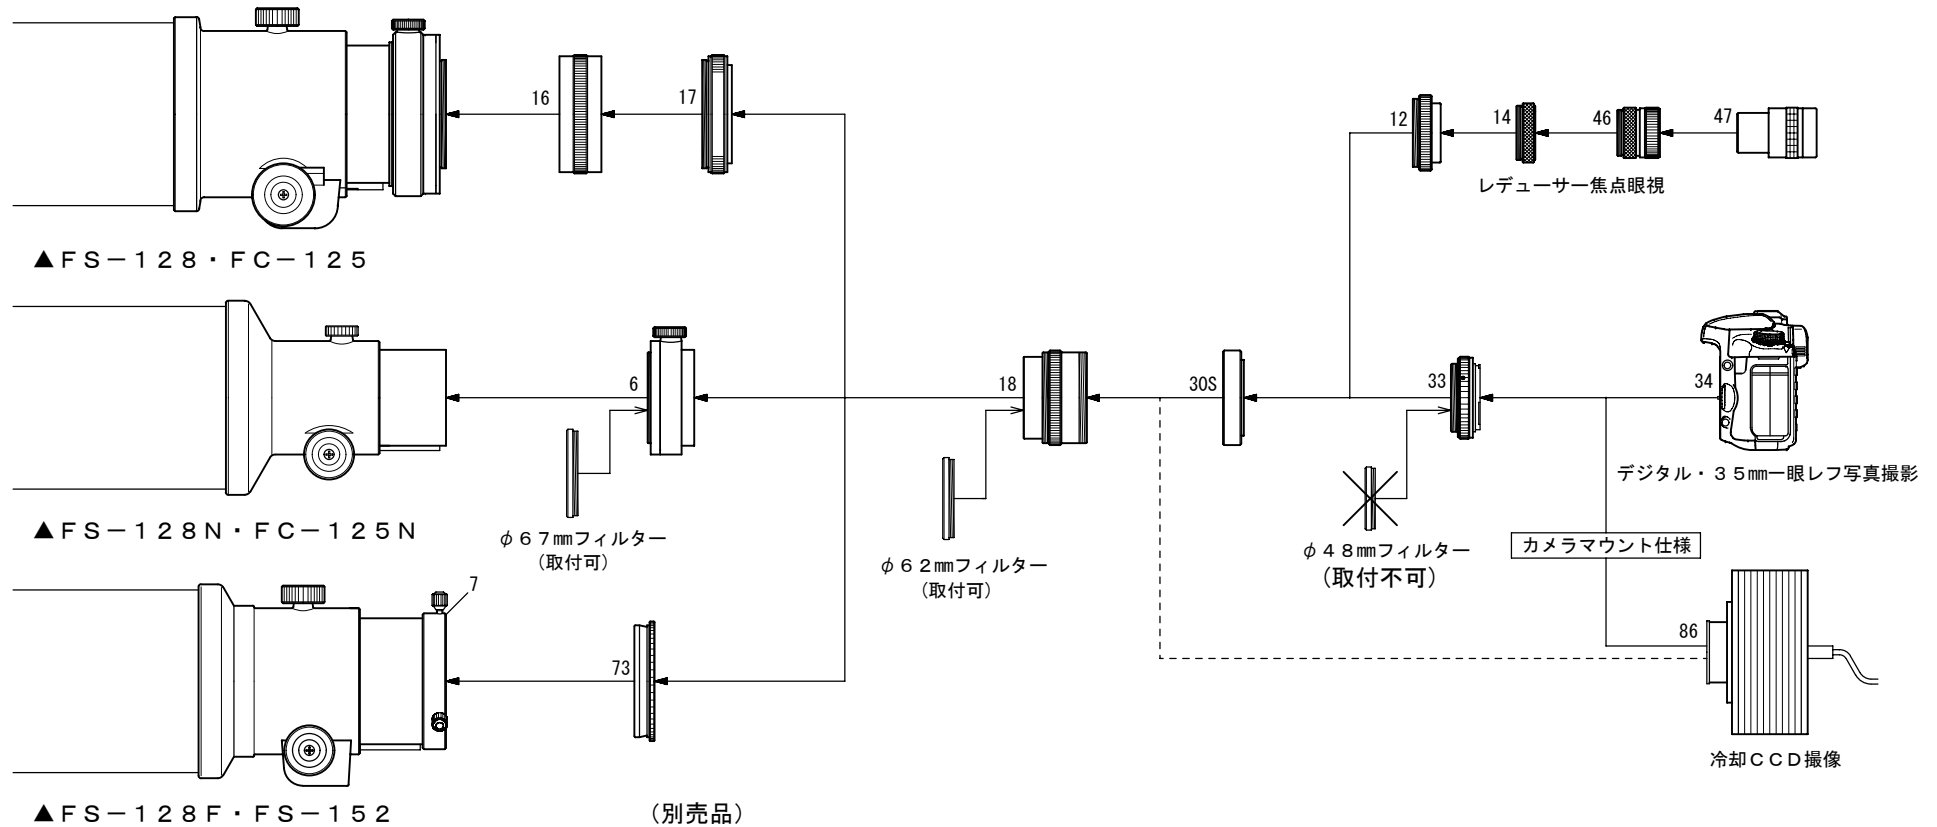 16
17
12
14
46
47
レデューサー焦点眼視
▲ＦＳ－１２８・ＦＣ－１２５
6
18
30S
33
34
デジタル・３５㎜一眼レフ写真撮影
▲ＦＳ－１２８Ｎ・ＦＣ－１２５Ｎ
φ６７㎜フィルター
（取付可）
φ６２㎜フィルター
（取付可）
φ４８㎜フィルター
（取付不可）
カメラマウント仕様
7
73
86
冷却ＣＣＤ撮像
▲ＦＳ－１２８Ｆ・ＦＳ－１５２
（別売品）